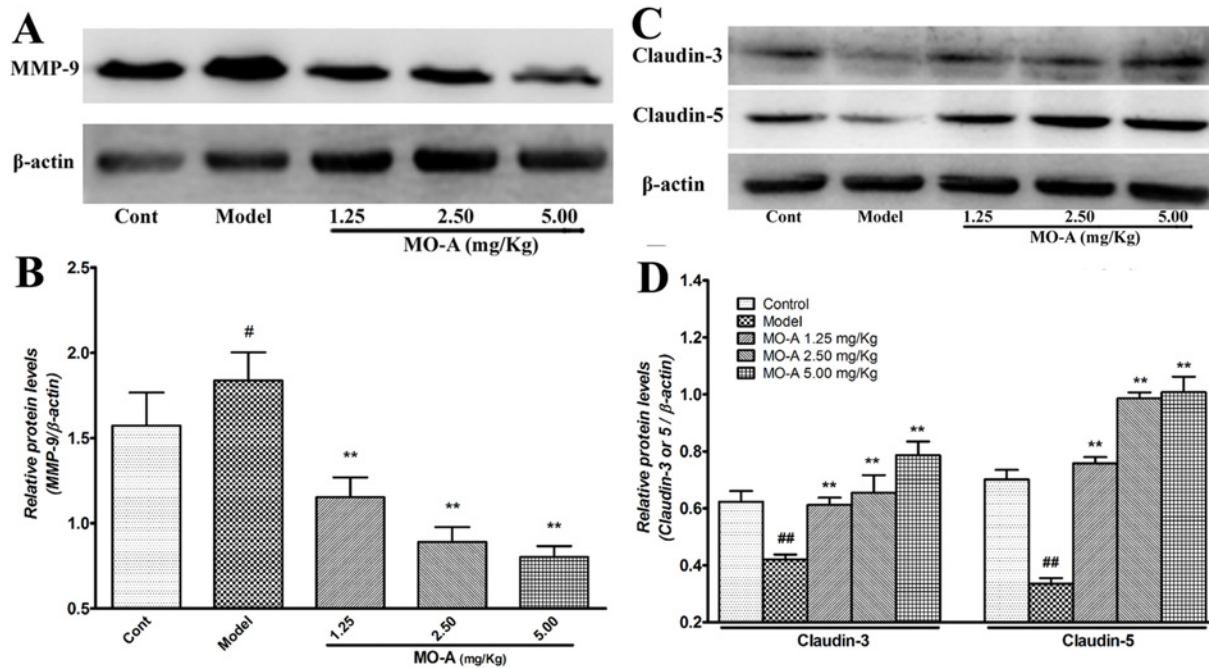 A
MMP-9
β-actin
Cont Model 1.25 2.50 5.00
MO-A (mg/Kg)
B
Relative protein levels
(MMP-9/β-actin)
2.5
2.0
1.5
1.0
0.5
#
**
**
**
Cont Model 1.25 2.50 5.00
MO-A (mg/Kg)
C
Claudin-3
Claudin-5
β-actin
Cont Model 1.25 2.50 5.00
MO-A (mg/Kg)
D
Relative protein levels
(Claudin-3 or 5 / β-actin)
1.4
1.2
1.0
0.8
0.6
0.4
0.2
Control
Model
MO-A 1.25 mg/Kg
MO-A 2.50 mg/Kg
MO-A 5.00 mg/Kg
##
**
**
**
##
**
**
**
Claudin-3 Claudin-5